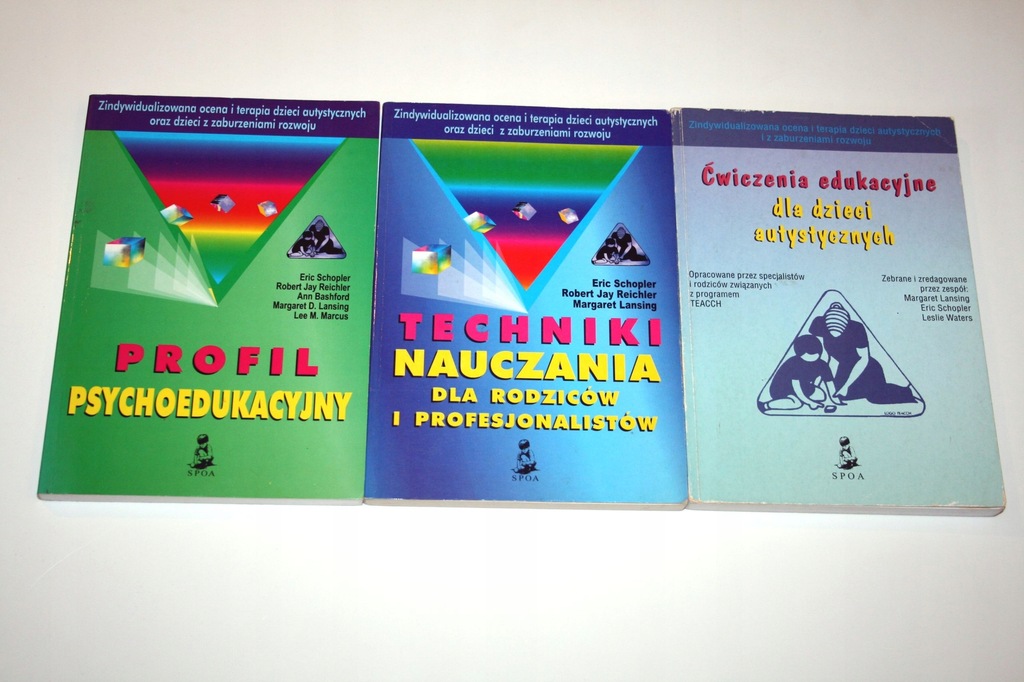 Zindywidualizowana ocena i terapia dzieci autystycznych
oraz dzieci z zaburzeniami rozwoju
Eric Schopler
Robert Jay Reichler
Ann Bashford
Margaret D. Lansing
Lee M. Marcus
PROFIL
PSYCHOEDUKACYJNY
SPOA
Zindywidualizowana ocena i terapia dzieci autystycznych
oraz dzieci z zaburzeniami rozwoju
Eric Schopler
Robert Jay Reichler
Margaret Lansing
TECHNIKI
NAUCZANIA
DLA RODZICÓW
I PROFESJONALISTÓW
SPOA
Zindywidualizowana ocena i terapia dzieci autystycznych
i z zaburzeniami rozwoju
Ćwiczenia edukacyjne
dla dzieci
autystycznych
Opracowane przez specjalistów
i rodziców związanych
z programem
TEACCH
Zebrane i zredagowane
przez zespół:
Margaret Lansing
Eric Schopler
Leslie Waters
LOGO TEACCH
SPOA